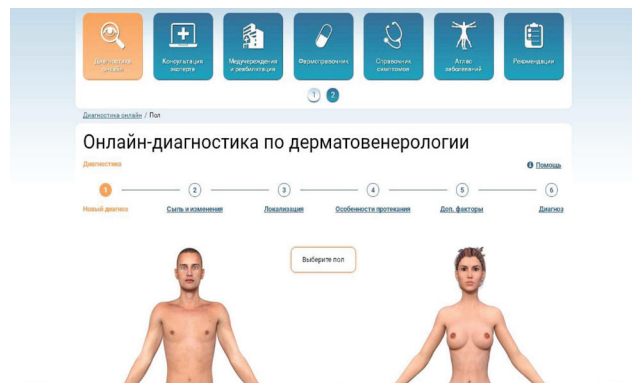 Диагностика онлайн
Консультация эксперта
Медучреждения и реабилитация
Фармсправочник
Справочник симптомов
Атлас заболеваний
Рекомендации
1 2
Диагностика онлайн / Пол
Онлайн-диагностика по дерматовенерологии
Диагностика
Помощь
1 2 3 4 5 6
Новый диагноз Сыпь и изменения Локализация Особенности протекания Доп. факторы Диагноз
Выберите пол